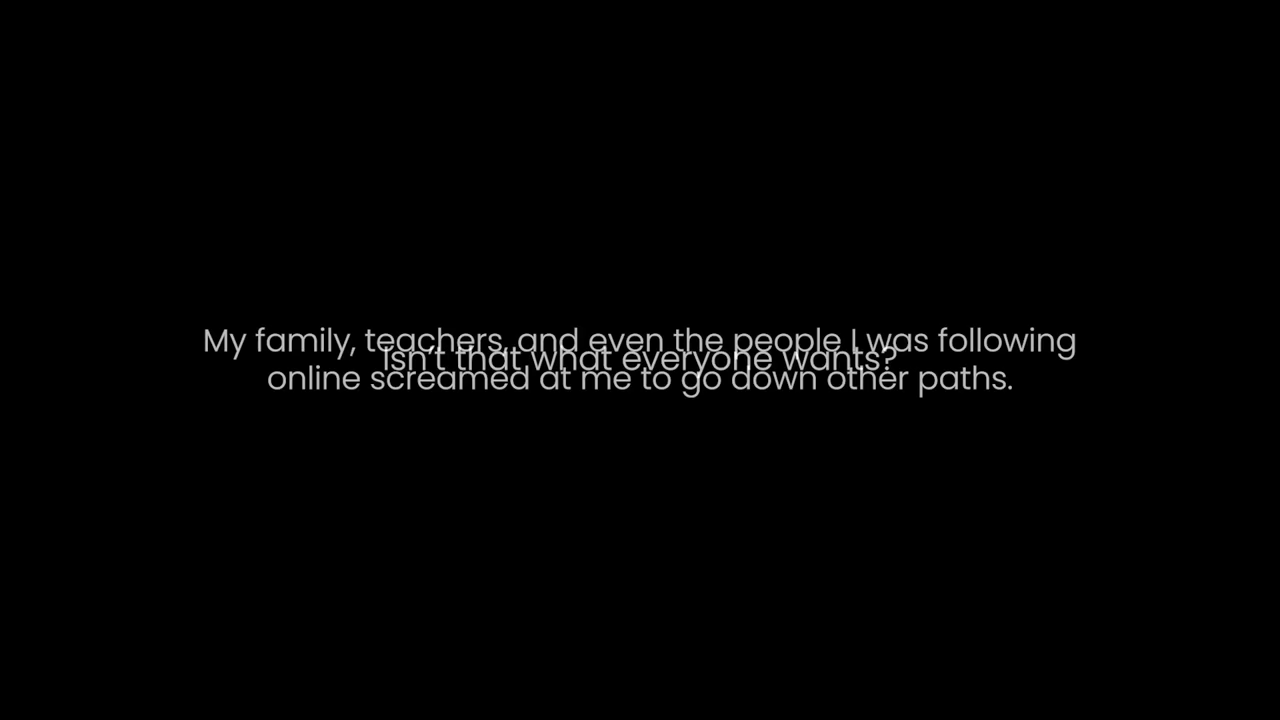 My family, teachers, and even the people I was following
Isn't that what everyone wants?
online screamed at me to go down other paths.